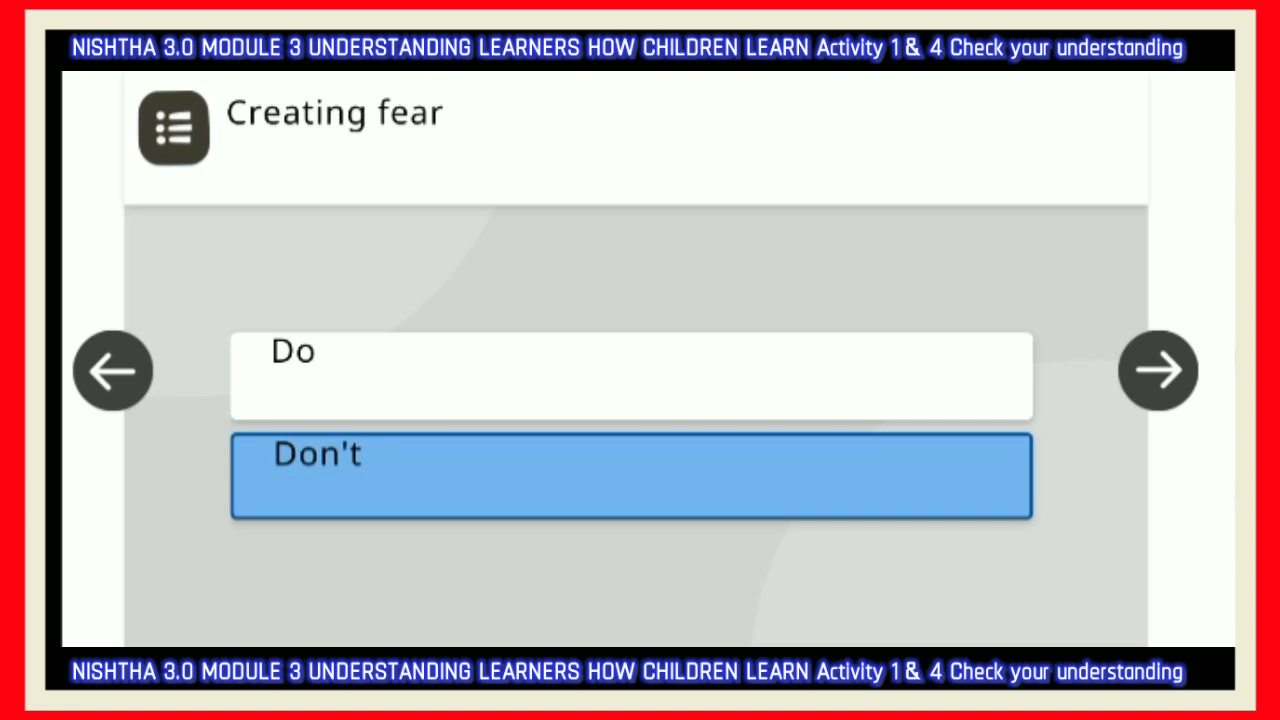 NISHTHA 3.0 MODULE 3 UNDERSTANDING LEARNERS HOW CHILDREN LEARN Activity 1 & 4 Check your understanding
Creating fear
Do
Don't
NISHTHA 3.0 MODULE 3 UNDERSTANDING LEARNERS HOW CHILDREN LEARN Activity 1 & 4 Check your understanding